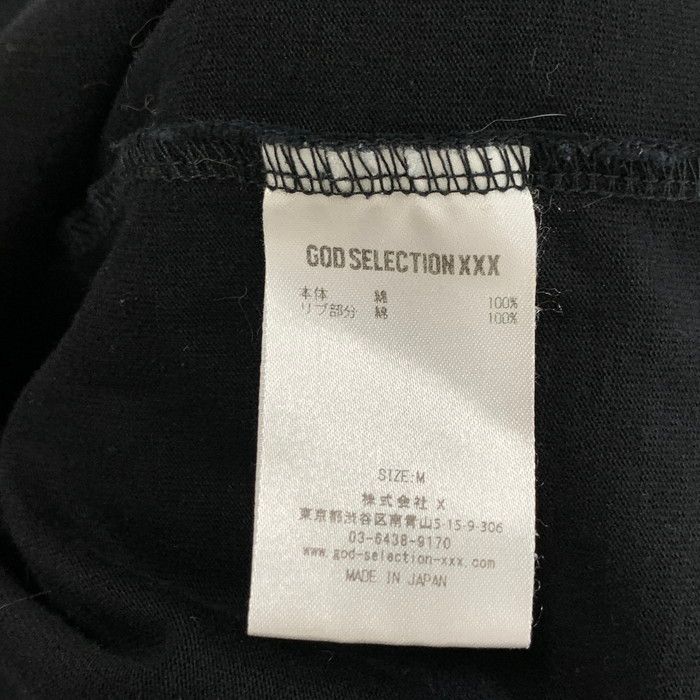 GOD SELECTION XXX
本体 綿 100%
リブ部分 綿 100%
SIZE:M
株式会社 X
東京都渋谷区南青山5-15-9-306
03-6438-9170
www.god-selection-xxx.com
MADE IN JAPAN